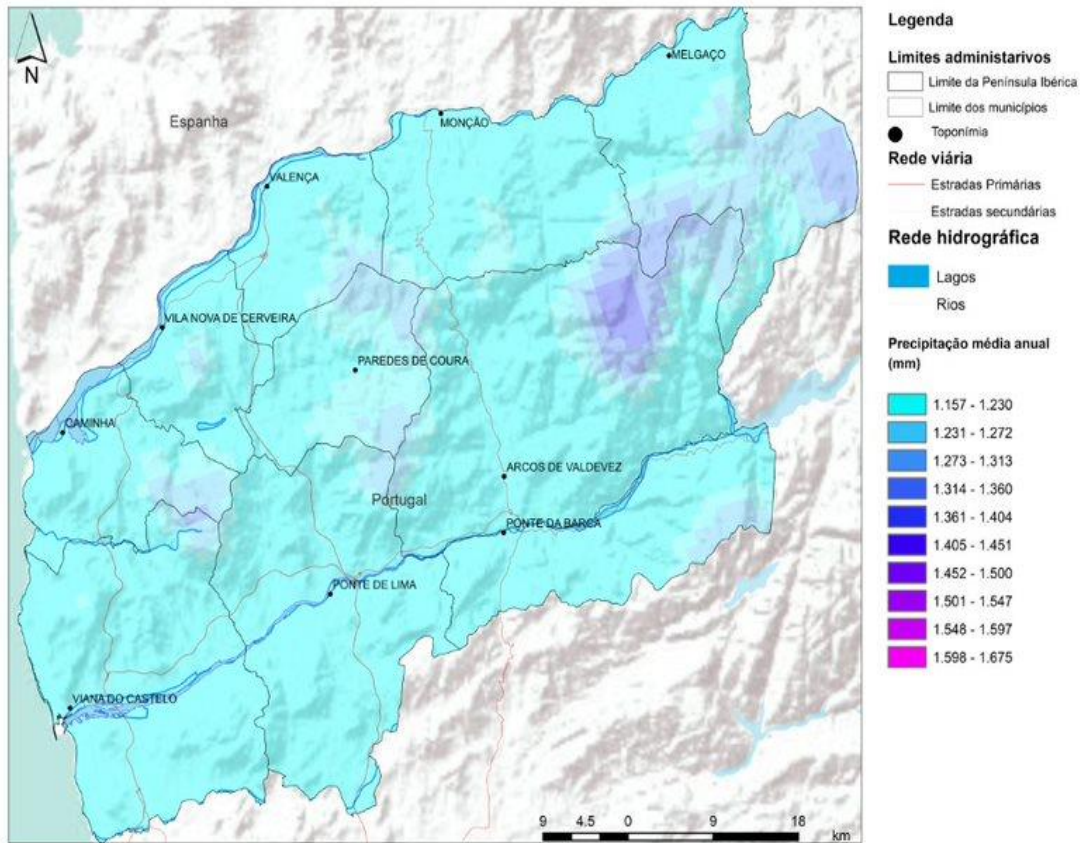 N
Espanha
MELGAÇO
MONÇÃO
VALENÇA
VILA NOVA DE CERVEIRA
PAREDES DE COURA
CAMINHA
ARCOS DE VALDEVEZ
Portugal
PONTE DA BARCA
PONTE DE LIMA
VIANA DO CASTELO
9 4.5 0 9 18
km
Legenda
Limites administarivos
Limite da Península Ibérica
Limite dos municípios
Toponímia
Rede viária
Estradas Primárias
Estradas secundárias
Rede hidrográfica
Lagos
Rios
Precipitação média anual
(mm)
1.157 - 1.230
1.231 - 1.272
1.273 - 1.313
1.314 - 1.360
1.361 - 1.404
1.405 - 1.451
1.452 - 1.500
1.501 - 1.547
1.548 - 1.597
1.598 - 1.675